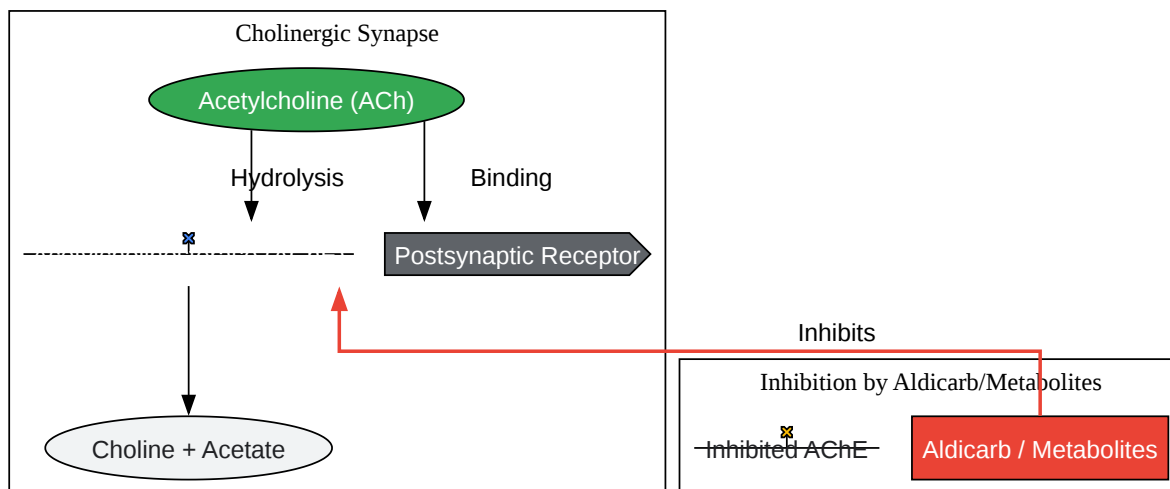 Cholinergic Synapse
Acetylcholine (ACh)
Hydrolysis
Binding
Postsynaptic Receptor
Inhibits
Inhibition by Aldicarb/Metabolites
Choline + Acetate
Inhibited AChE
Aldicarb / Metabolites